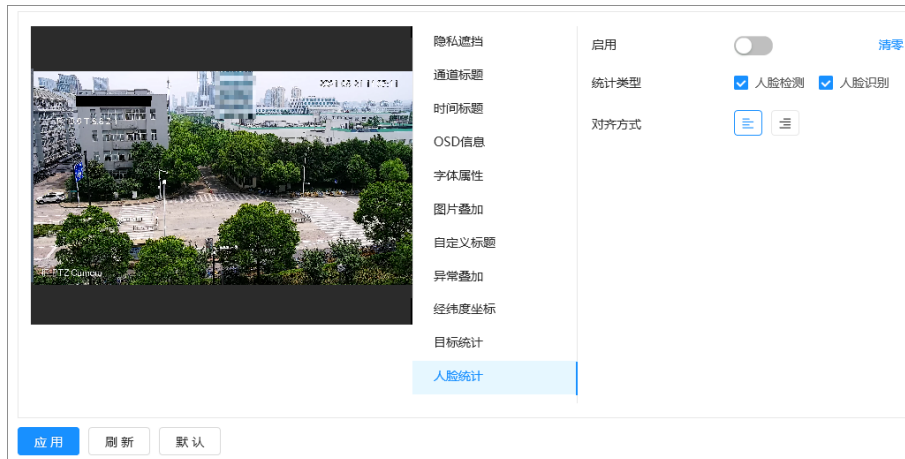 隐私遮挡
通道标题
时间标题
OSD信息
字体属性
图片叠加
自定义标题
异常叠加
经纬度坐标
目标统计
人脸统计
启用 清零
统计类型 人脸检测 人脸识别
对齐方式
PTZ Camera
应用 刷新 默认